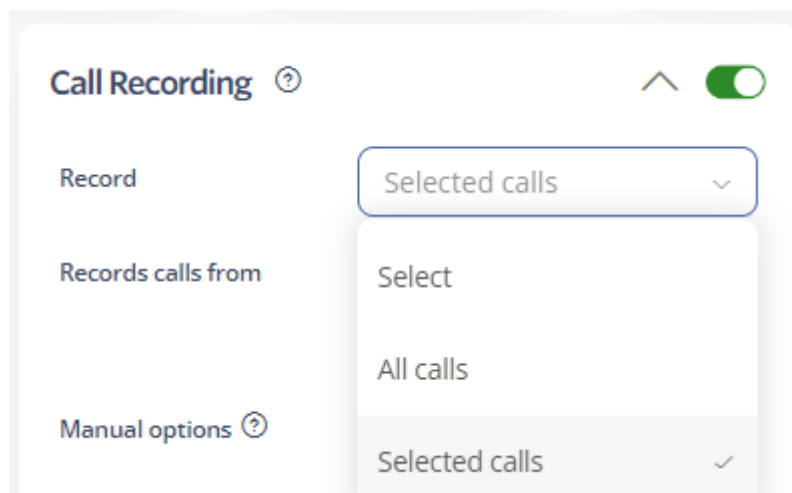 Call Recording
Record
Selected calls
Records calls from
Select
All calls
Manual options
Selected calls